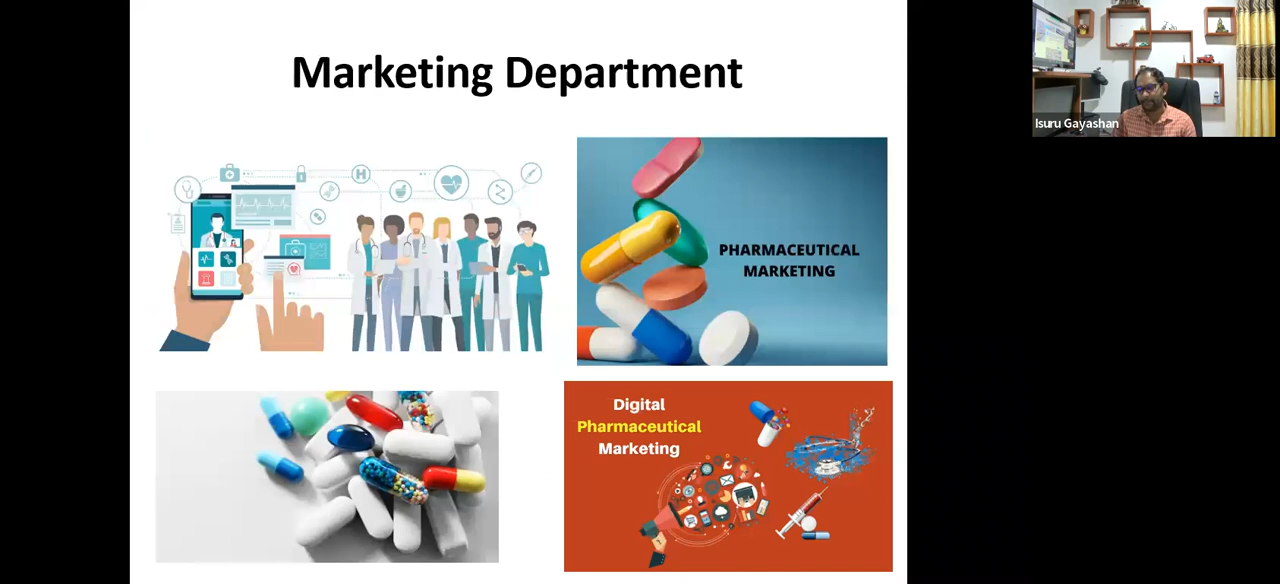 Marketing Department
Isuru Gayashan
H
PHARMACEUTICAL
MARKETING
Digital
Pharmaceutical
Marketing